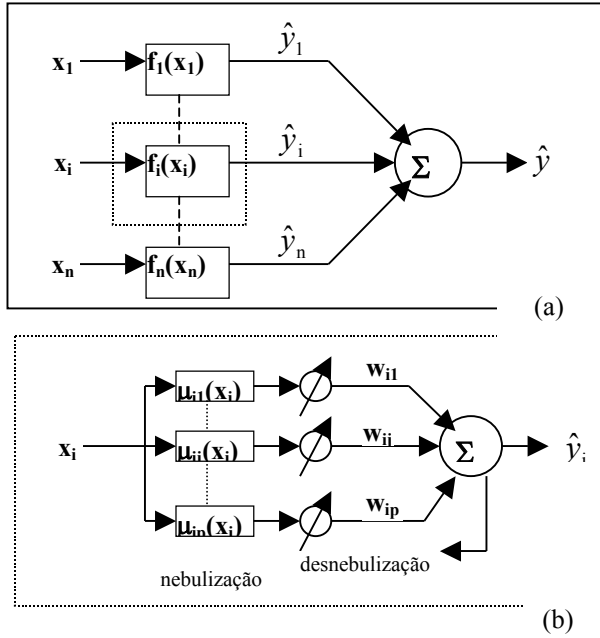 x₁ f₁(x₁) ŷ₁
xᵢ fᵢ(xᵢ) ŷᵢ Σ ŷ
xₙ fₙ(xₙ) ŷₙ
(a)
μᵢ₁(xᵢ) wᵢ₁
xᵢ μᵢⱼ(xᵢ) wᵢⱼ Σ ŷᵢ
μᵢₚ(xᵢ) wᵢₚ
nebulização desnebulização
(b)